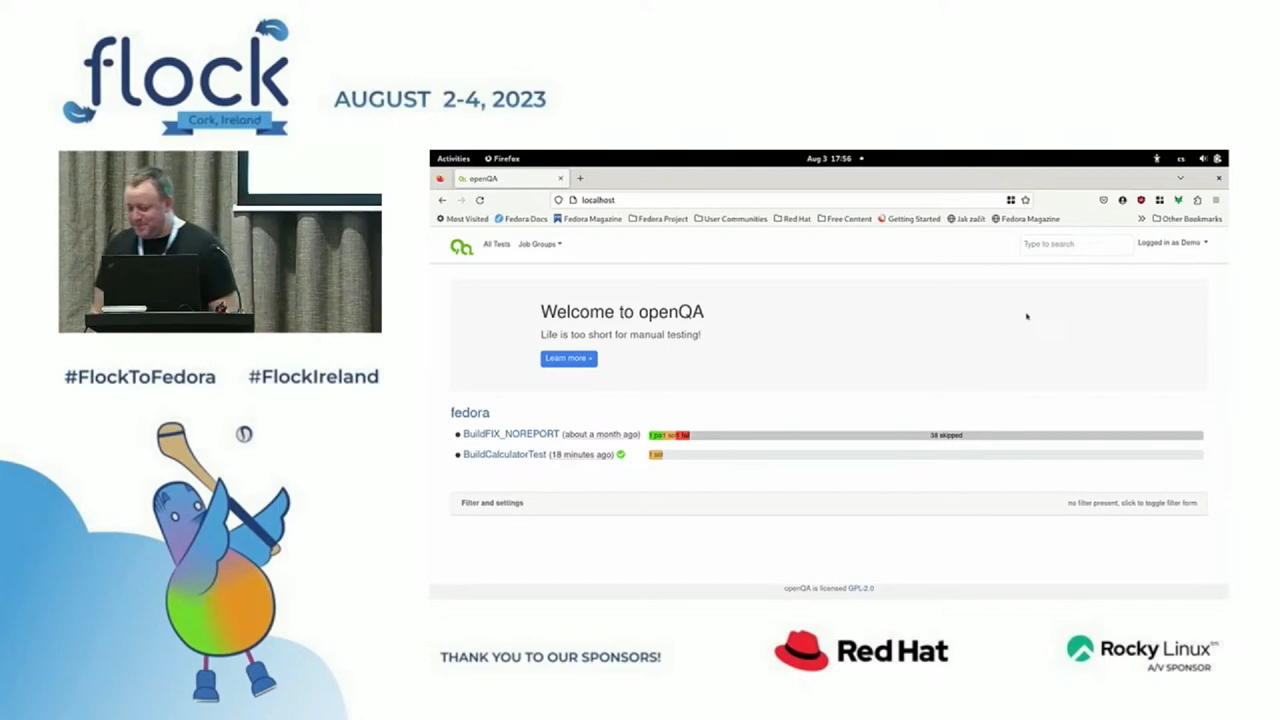 flock
Cork, Ireland
AUGUST 2-4, 2023
#FlockToFedora #FlockIreland
Activities Firefox Aug 3 17:56 cs
openQA
localhost
Most Visited Fedora Docs Fedora Magazine Fedora Project User Communities Red Hat Free Content Getting Started Jak začít Fedora Magazine Other Bookmarks
All Tests Job Groups Type to search Logged in as Demo
Welcome to openQA
Life is too short for manual testing!
Learn more »
fedora
BuildFIX_NOREPORT (about a month ago) 38 skipped
BuildCalculatorTest (18 minutes ago)
Filter and settings no filter present, click to toggle filter form
openQA is licensed GPL-2.0
THANK YOU TO OUR SPONSORS!
Red Hat
Rocky Linux
A/V SPONSOR